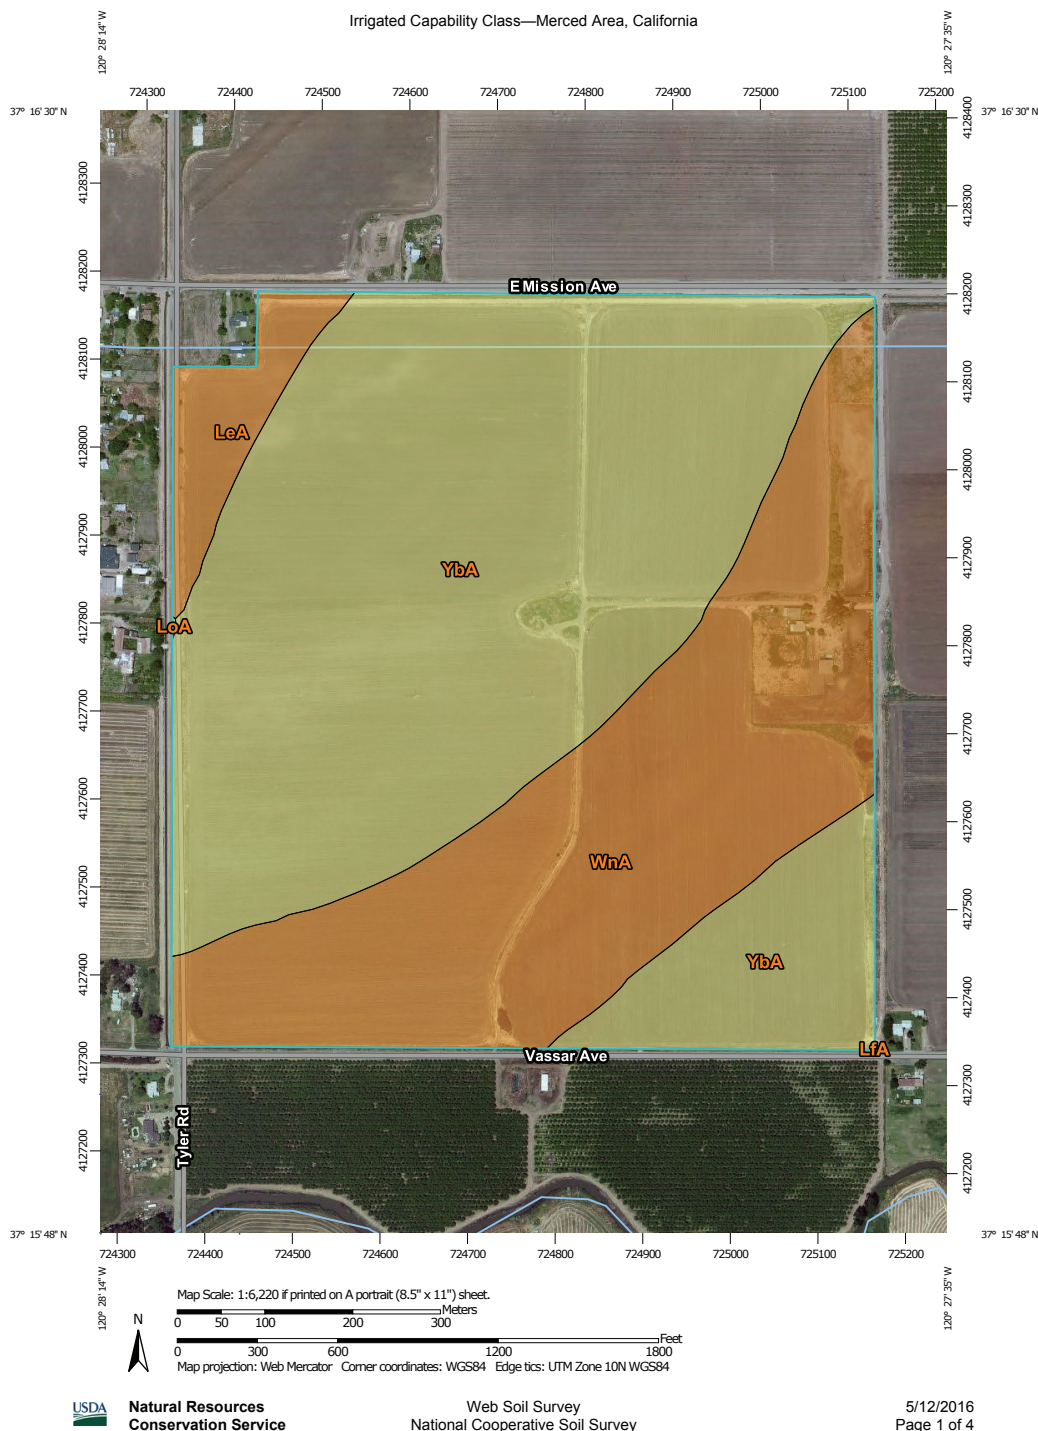 Irrigated Capability Class—Merced Area, California
120° 28' 14'' W
120° 27' 35'' W
724300 724400 724500 724600 724700 724800 724900 725000 725100 725200
37° 16' 30'' N
37° 16' 30'' N
4128400
4128300
4128300
4128200
4128200
E Mission Ave
4128100
4128100
LeA
4128000
4128000
4127900
4127900
YbA
4127800
LoA
4127800
4127700
4127700
4127600
4127600
WnA
4127500
4127500
YbA
4127400
4127400
LfA
Vassar Ave
4127300
4127300
Tyler Rd
4127200
4127200
37° 15' 48'' N
37° 15' 48'' N
724300 724400 724500 724600 724700 724800 724900 725000 725100 725200
120° 28' 14'' W
120° 27' 35'' W
Map Scale: 1:6,220 if printed on A portrait (8.5" x 11") sheet.
Meters
0 50 100 200 300
Feet
0 300 600 1200 1800
Map projection: Web Mercator Corner coordinates: WGS84 Edge tics: UTM Zone 10N WGS84
N
USDA
Natural Resources
Conservation Service
Web Soil Survey
National Cooperative Soil Survey
5/12/2016
Page 1 of 4